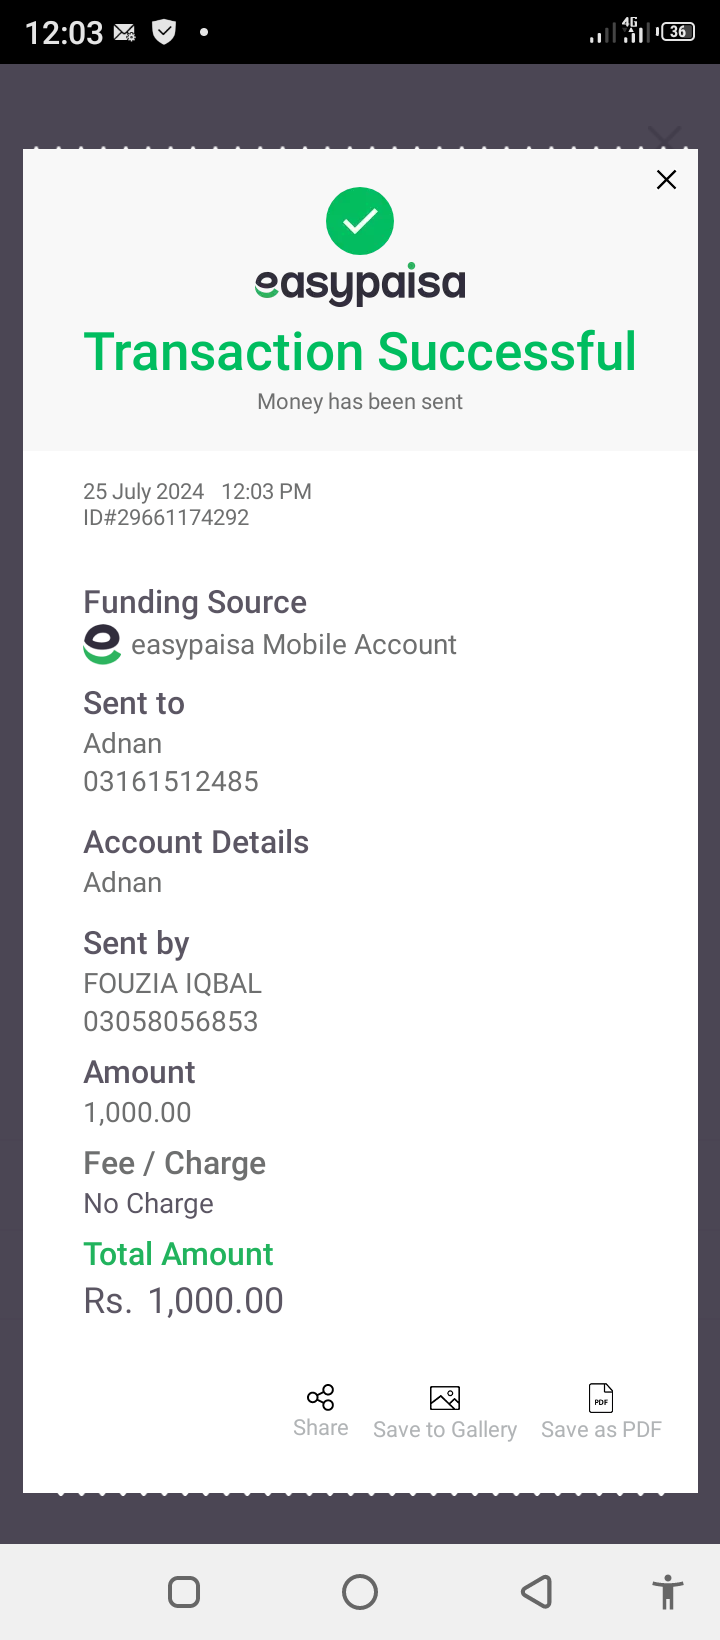 12:03
4G
36
easypaisa
Transaction Successful
Money has been sent
25 July 2024 12:03 PM
ID#29661174292
Funding Source
easypaisa Mobile Account
Sent to
Adnan
03161512485
Account Details
Adnan
Sent by
FOUZIA IQBAL
03058056853
Amount
1,000.00
Fee / Charge
No Charge
Total Amount
Rs. 1,000.00
PDF
Share Save to Gallery Save as PDF